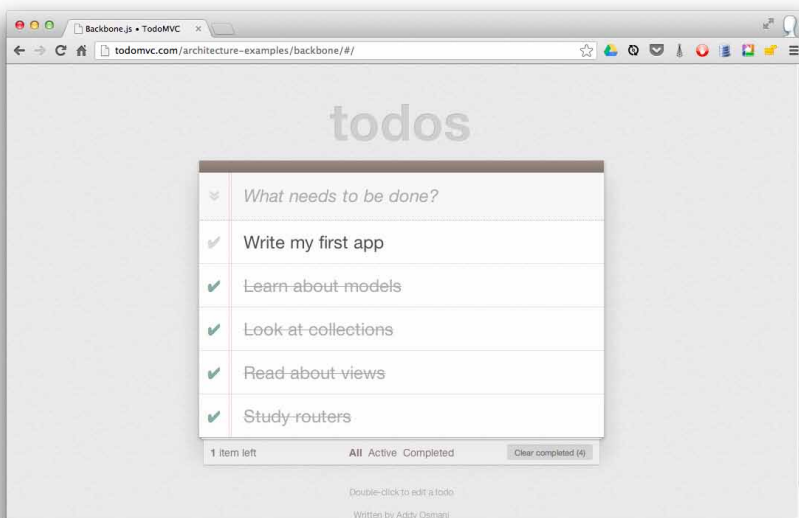 Backbone.js • TodoMVC
todomvc.com/architecture-examples/backbone/#/
todos
What needs to be done?
Write my first app
Learn about models
Look at collections
Read about views
Study routers
1 item left All Active Completed Clear completed (4)
Double-click to edit a todo
Written by Addy Osmani